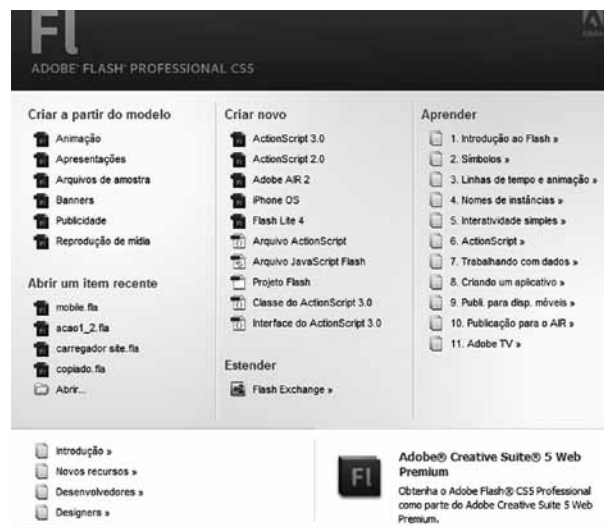 Fl
ADOBE® FLASH® PROFESSIONAL CS5
Criar a partir do modelo
Animação
Apresentações
Arquivos de amostra
Banners
Publicidade
Reprodução de mídia
Abrir um item recente
mobile.fla
acao1_2.fla
carregador site.fla
copiado.fla
Abrir...
Criar novo
ActionScript 3.0
ActionScript 2.0
Adobe AIR 2
iPhone OS
Flash Lite 4
Arquivo ActionScript
Arquivo JavaScript Flash
Projeto Flash
Classe do ActionScript 3.0
Interface do ActionScript 3.0
Estender
Flash Exchange »
Aprender
1. Introdução ao Flash »
2. Símbolos »
3. Linhas de tempo e animação »
4. Nomes de instâncias »
5. Interatividade simples »
6. ActionScript »
7. Trabalhando com dados »
8. Criando um aplicativo »
9. Publ. para disp. móveis »
10. Publicação para o AIR »
11. Adobe TV »
Introdução »
Novos recursos »
Desenvolvedores »
Designers »
Fl
Adobe® Creative Suite® 5 Web
Premium
Obtenha o Adobe Flash® CS5 Professional
como parte do Adobe Creative Suite 5 Web
Premium.